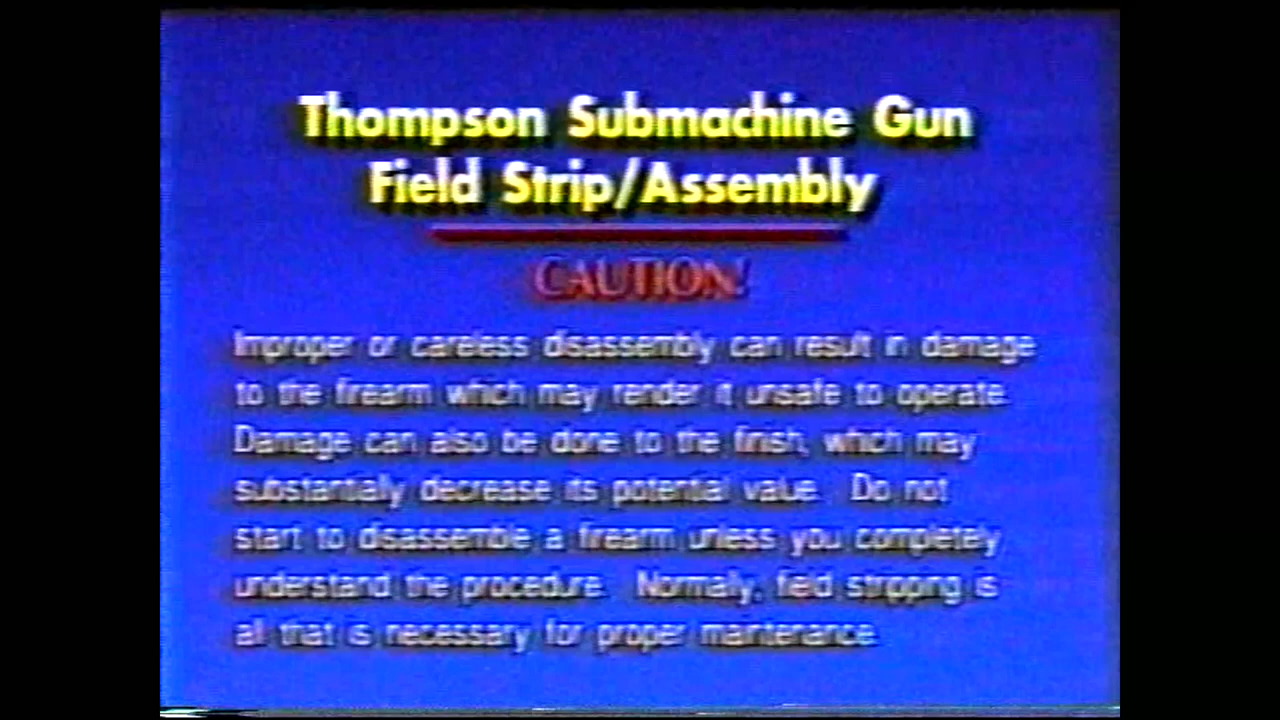 Thompson Submachine Gun
Field Strip/Assembly
CAUTION!
Improper or careless disassembly can result in damage
to the firearm which may render it unsafe to operate.
Damage can also be done to the finish, which may
substantially decrease its potential value. Do not
start to disassemble a firearm unless you completely
understand the procedure. Normally, field stripping is
all that is necessary for proper maintenance.